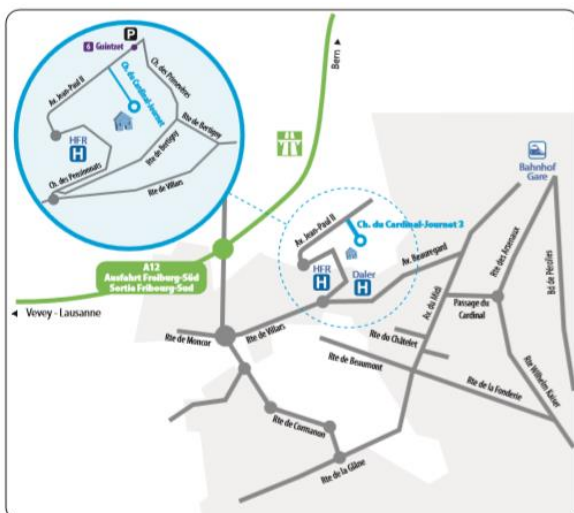 P
6 Guintzet
Av. Jean-Paul II
Ch. des Primevères
Ch. du Cardinal-Journet
HFR
H
Rte de Bertigny
Rte de Bertigny
Ch. des Pensionnats
Rte de Villars
Bern
Bahnhof
Gare
Ch. du Cardinal-Journet 3
Av. Jean-Paul II
HFR
H
Daler
H
Av. Beauregard
Rte des Arsenaux
Bd de Pérolles
A12
Ausfahrt Freiburg-Süd
Sortie Fribourg-Sud
Vevey - Lausanne
Av. du Midi
Passage du
Cardinal
Rte de Moncor
Rte de Villars
Rte du Châtelet
Rte de Beaumont
Rte de la Fonderie
Rte Wilhelm Kaiser
Rte de Cormanon
Rte de la Glâne